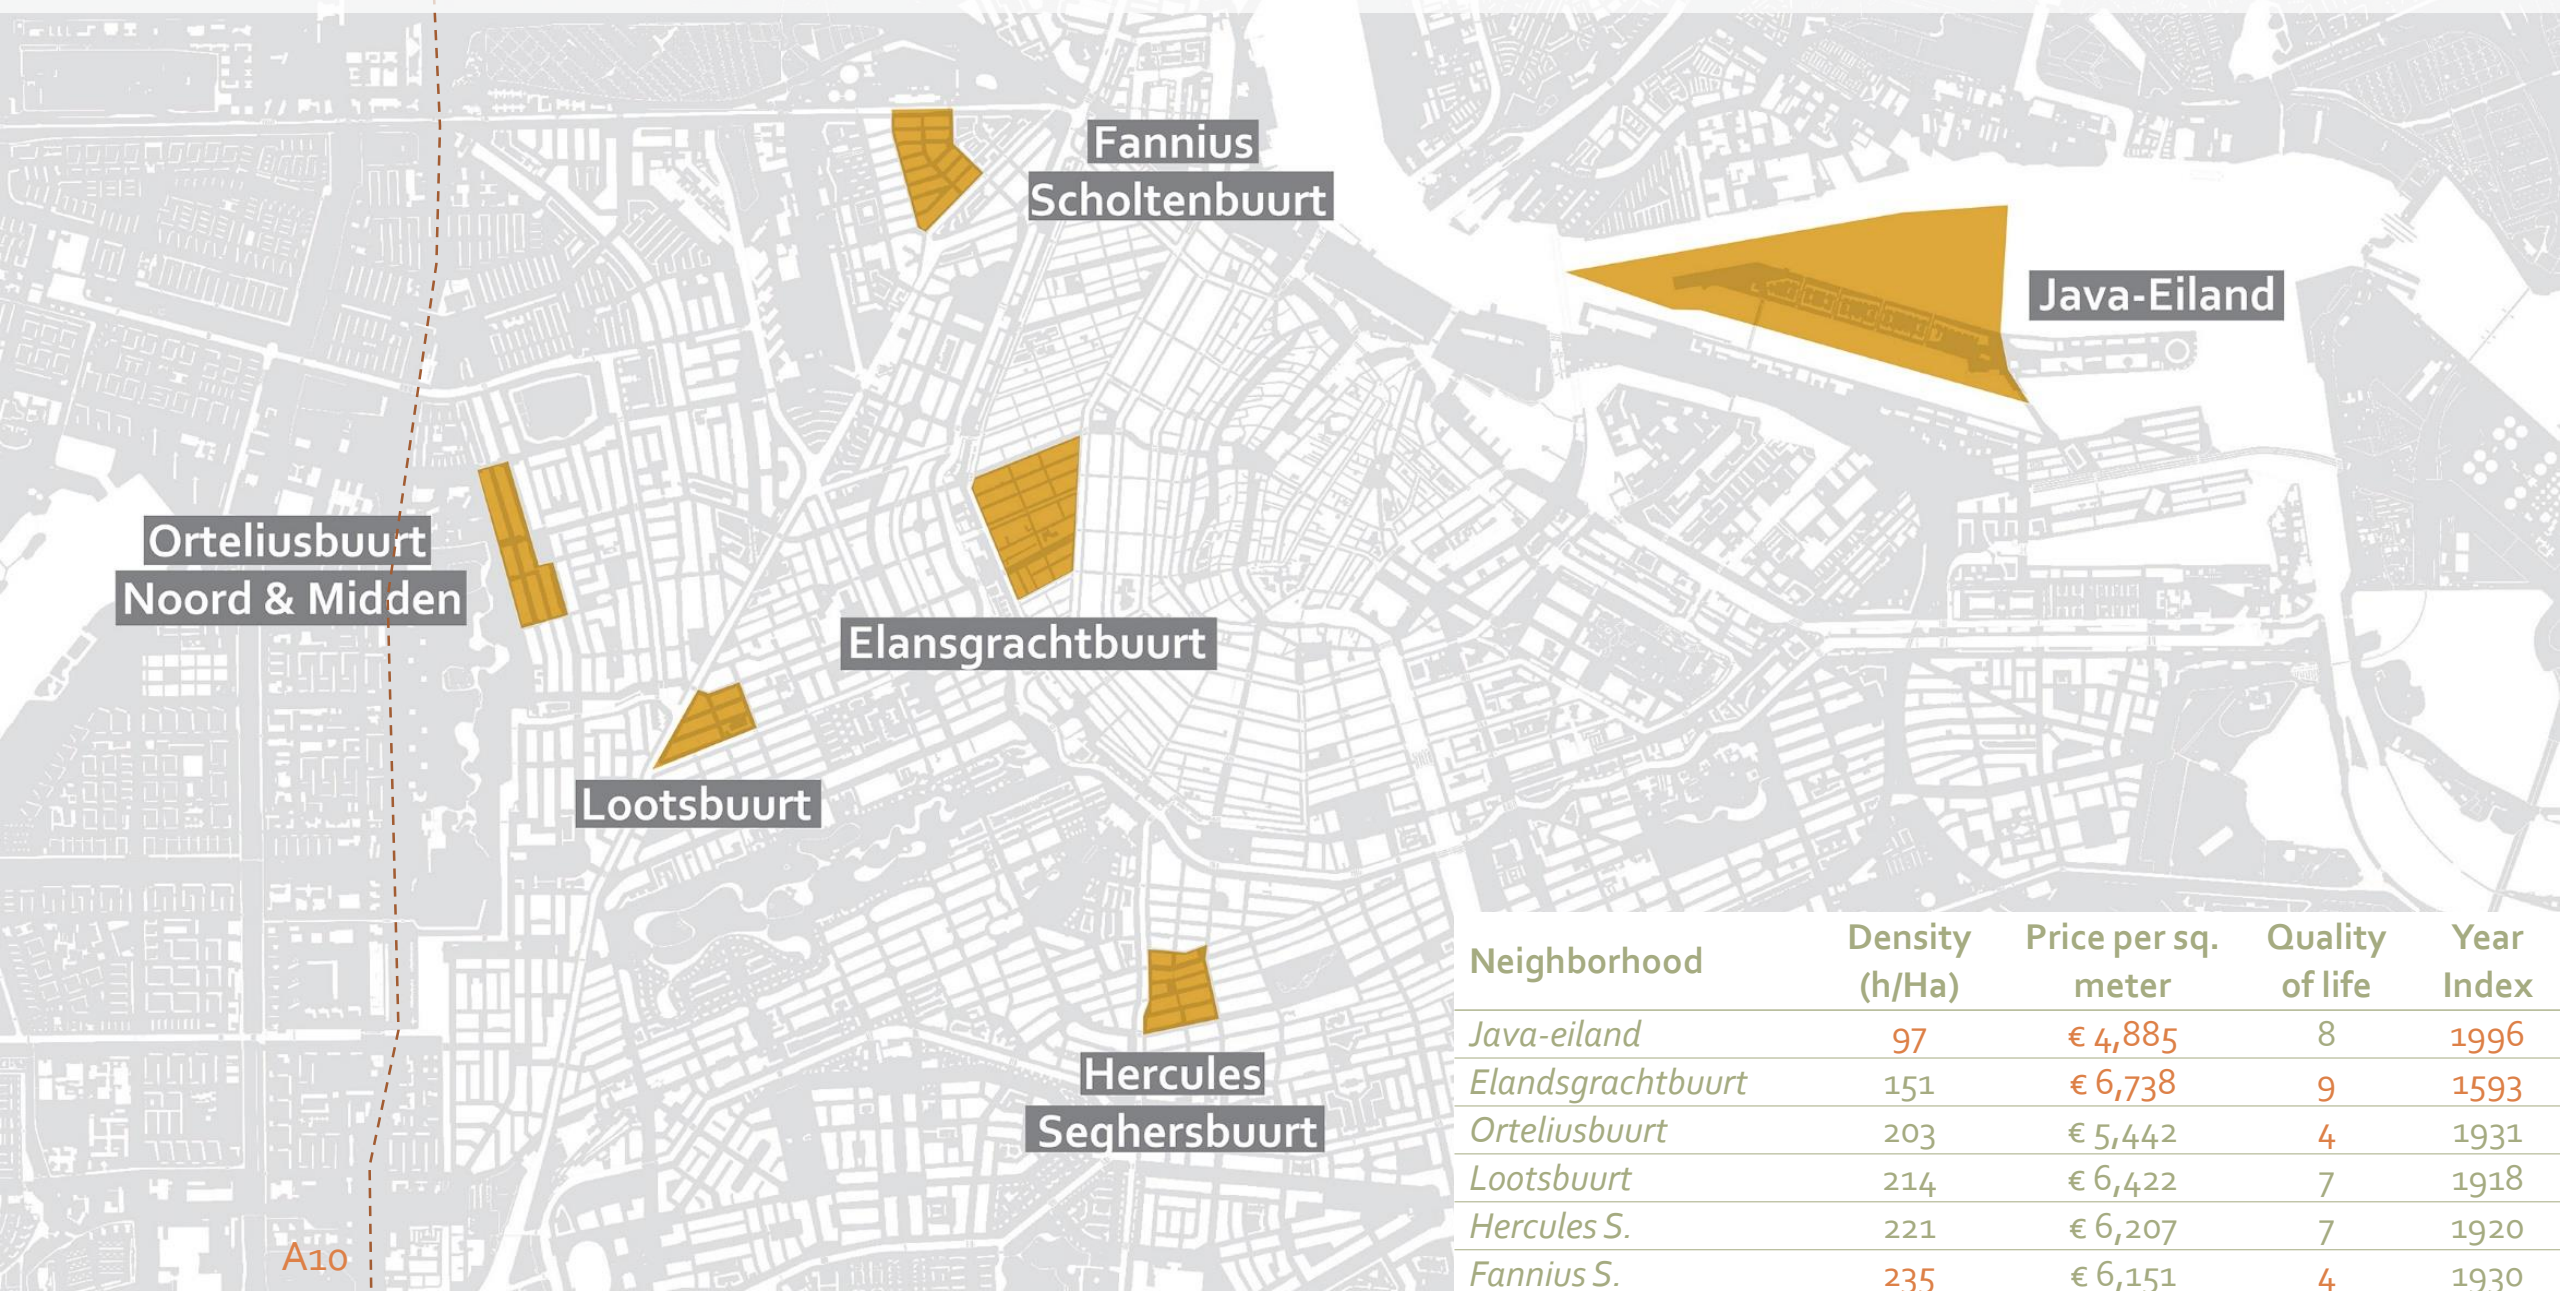 Fannius
Scholtenbuurt
Java-Eiland
Orteliusbuurt
Noord & Midden
Elansgrachtbuurt
Lootsbuurt
Hercules
Seghersbuurt
A10
Neighborhood Density (h/Ha) Price per sq. meter Quality of life Year Index
Java-eiland 97 € 4,885 8 1996
Elandsgrachtbuurt 151 € 6,738 9 1593
Orteliusbuurt 203 € 5,442 4 1931
Lootsbuurt 214 € 6,422 7 1918
Hercules S. 221 € 6,207 7 1920
Fannius S. 235 € 6,151 4 1930